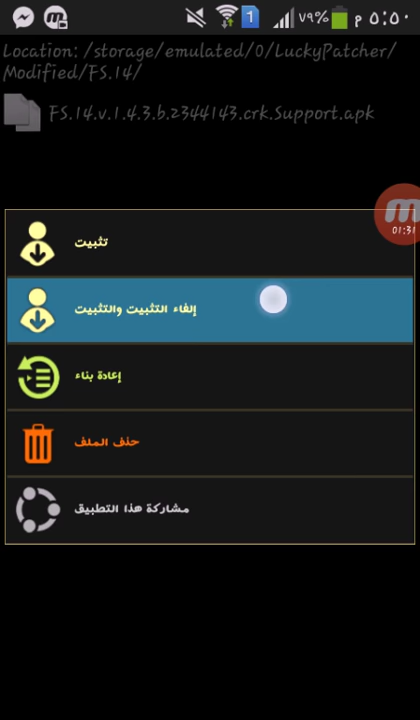 ٧٩% م ٥:٥٠
Location: /storage/emulated/0/LuckyPatcher/
Modified/FS.14/
FS.14.v.1.4.3.b.2344143.crk.Support.apk
01:31
تثبيت
إلغاء التثبيت والتثبيت
إعادة بناء
حذف الملف
مشاركة هذا التطبيق